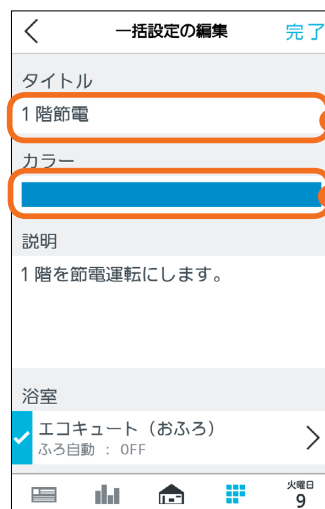 一括設定の編集 完了
タイトル
1階節電
カラー
説明
1階を節電運転にします。
浴室
エコキュート（おふろ）
ふろ自動 : OFF
火曜日
9